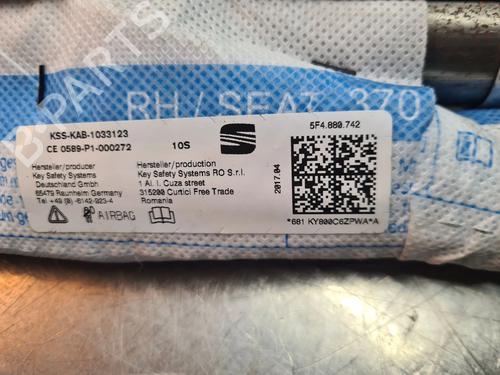 RH / SEAT 370
B-PARTS
KSS-KAB-1033123
CE 0589-P1-000272
10S
5F4.880.742
Hersteller/producer
Key Safety Systems
Deutschland GmbH
65479 Raunheim Germany
Tel +49 (0)-6142-923-4
AIRBAG
Hersteller/production
Key Safety Systems RO S.r.l.
1 Al. I. Cuza street
315200 Curtici Free Trade
Romania
2017.04
*681 KY800C6ZPWA*A